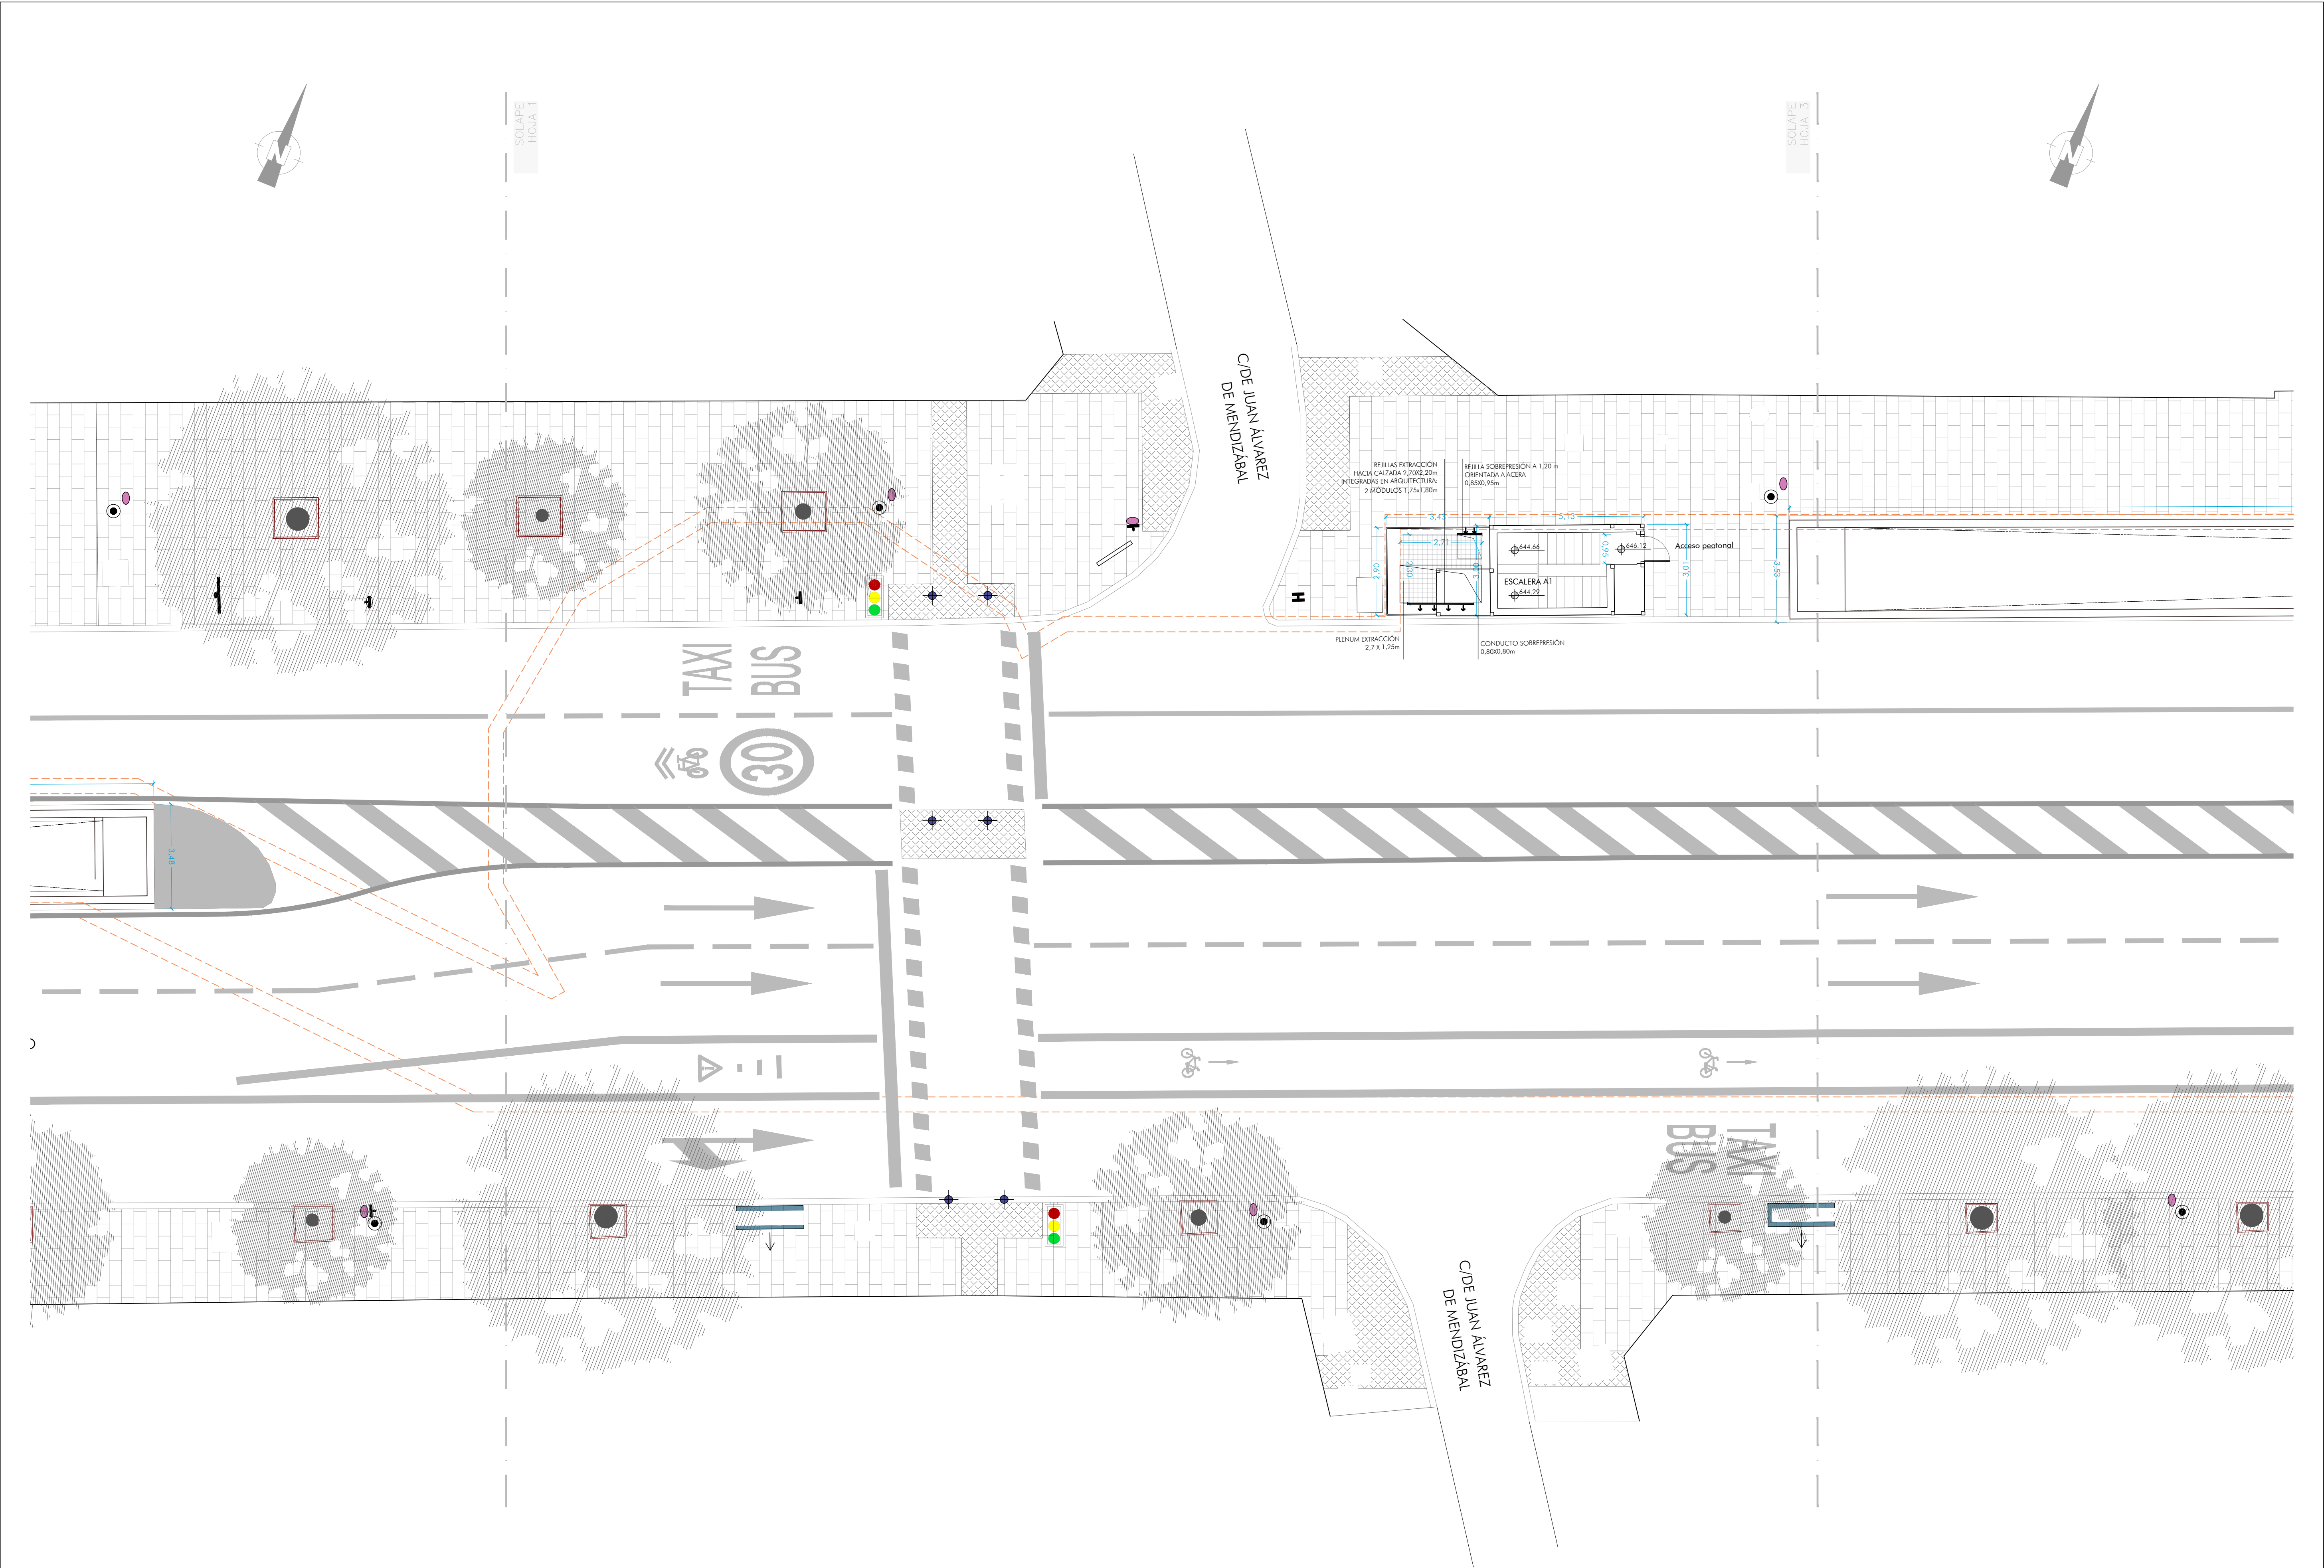 SOLAPE
HOJA 1
SOLAPE
HOJA 3
N
N
C/DE JUAN ÁLVAREZ
DE MENDIZÁBAL
REJILLAS EXTRACCIÓN
HACIA CALZADA 2,70X2,20m
INTEGRADAS EN ARQUITECTURA:
2 MÓDULOS 1,75x1,80m
REJILLA SOBREPRESIÓN A 1,20 m
ORIENTADA A ACERA
0,85X0,95m
3,43
5,13
2,71
2,90
2,30
644.66
646.12
0,95
Acceso peatonal
3,01
3,53
ESCALERA A1
644.29
H
PLENUM EXTRACCIÓN
2,7 X 1,25m
CONDUCTO SOBREPRESIÓN
0,80X0,80m
TAXI
BUS
30
3,48
TAXI
BUS
C/DE JUAN ÁLVAREZ
DE MENDIZÁBAL